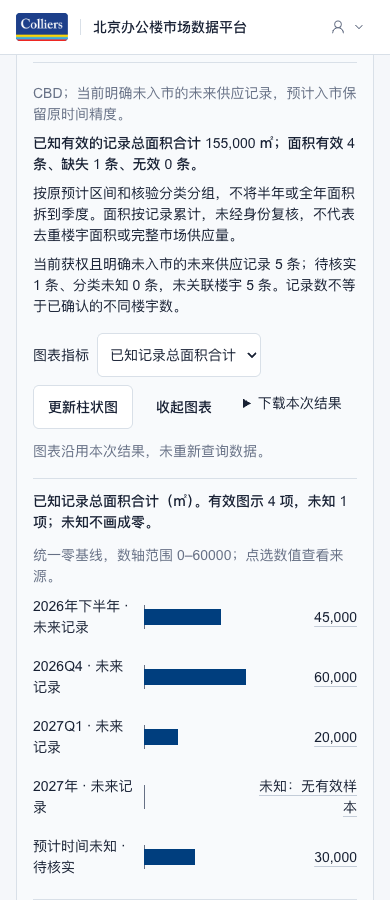 Colliers
北京办公楼市场数据平台
CBD；当前明确未入市的未来供应记录，预计入市保
留原时间精度。
已知有效的记录总面积合计 155,000 ㎡；面积有效 4
条、缺失 1 条、无效 0 条。
按原预计区间和核验分类分组，不将半年或全年面积
拆到季度。面积按记录累计，未经身份复核，不代表
去重楼宇面积或完整市场供应量。
当前获权且明确未入市的未来供应记录 5 条；待核实
1 条、分类未知 0 条，未关联楼宇 5 条。记录数不等
于已确认的不同楼宇数。
图表指标
已知记录总面积合计
更新柱状图
收起图表
▶ 下载本次结果
图表沿用本次结果，未重新查询数据。
已知记录总面积合计（㎡）。有效图示 4 项，未知 1
项；未知不画成零。
统一零基线，数轴范围 0–60000；点选数值查看来
源。
2026年下半年 ·
未来记录
45,000
2026Q4 · 未来
记录
60,000
2027Q1 · 未来
记录
20,000
2027年 · 未来记
录
未知：无有效样
本
预计时间未知 ·
待核实
30,000